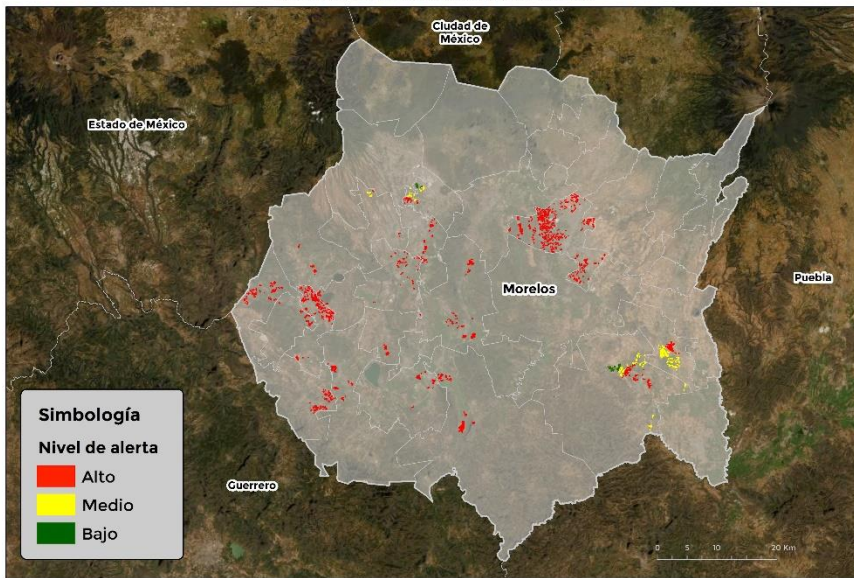 Ciudad de
México
Estado de México
Puebla
Morelos
Guerrero
Simbología
Nivel de alerta
Alto
Medio
Bajo
0 5 10 20 Km